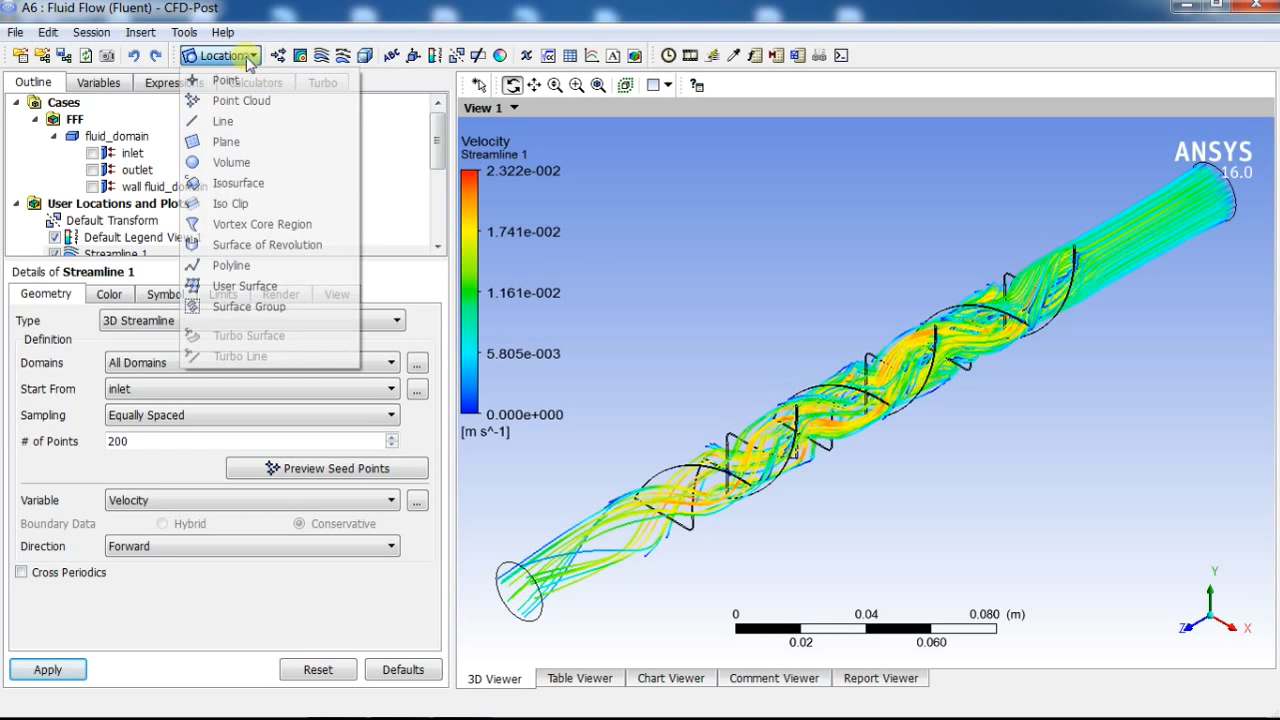 A6 : Fluid Flow (Fluent) - CFD-Post
File Edit Session Insert Tools Help
Location
Outline Variables Expressions Calculators Turbo
Cases
FFF
fluid_domain
inlet
outlet
wall fluid_do
User Locations and Plots
Default Transform
Default Legend View 1
Streamline 1
Point
Point Cloud
Line
Plane
Volume
Isosurface
Iso Clip
Vortex Core Region
Surface of Revolution
Polyline
User Surface
Surface Group
Turbo Surface
Turbo Line
Details of Streamline 1
Geometry Color Symbo Limits Render View
Type 3D Streamline
Definition
Domains All Domains ...
Start From inlet ...
Sampling Equally Spaced
# of Points 200
Preview Seed Points
Variable Velocity ...
Boundary Data Hybrid Conservative
Direction Forward
Cross Periodics
Apply Reset Defaults
View 1
Velocity
Streamline 1
2.322e-002
1.741e-002
1.161e-002
5.805e-003
0.000e+000
[m s^-1]
ANSYS
16.0
0 0.04 0.080 (m)
0.02 0.060
Y
Z X
3D Viewer Table Viewer Chart Viewer Comment Viewer Report Viewer